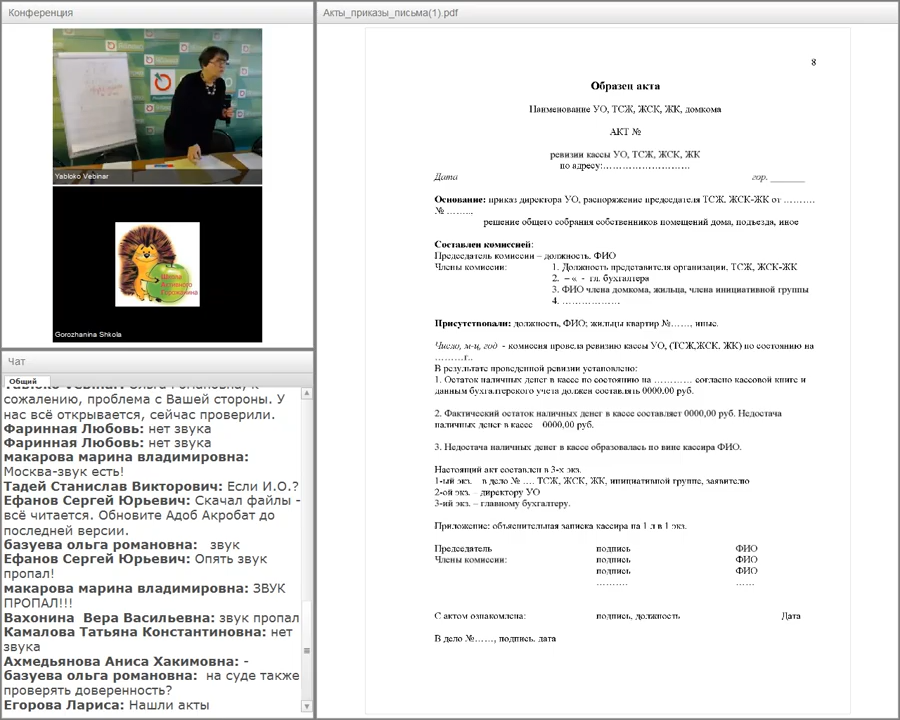 Конференция
Yabloko Vebinar
Школа
Активного
Горожанина
Gorozhanina Shkola
Чат
Общий
Yabloko Vebinar: Ольга Романовна, к
сожалению, проблема с Вашей стороны. У
нас всё открывается, сейчас проверили.
Фаринная Любовь: нет звука
Фаринная Любовь: нет звука
макарова марина владимировна:
Москва-звук есть!
Тадей Станислав Викторович: Если И.О.?
Ефанов Сергей Юрьевич: Скачал файлы -
всё читается. Обновите Адоб Акробат до
последней версии.
базуева ольга романовна: звук
Ефанов Сергей Юрьевич: Опять звук
пропал!
макарова марина владимировна: ЗВУК
ПРОПАЛ!!!
Вахонина Вера Васильевна: звук пропал
Камалова Татьяна Константиновна: нет
звука
Ахмедьянова Аниса Хакимовна: -
базуева ольга романовна: на суде также
проверять доверенность?
Егорова Лариса: Нашли акты
Акты_приказы_письма(1).pdf
8
Образец акта
Наименование УО, ТСЖ, ЖСК, ЖК, домкома
АКТ №
ревизии кассы УО, ТСЖ, ЖСК, ЖК
по адресу:………………………
Дата гор. _______
Основание: приказ директора УО, распоряжение председателя ТСЖ, ЖСК-ЖК от ……….
№ ……...
решение общего собрания собственников помещений дома, подъезда, иное
Составлен комиссией:
Председатель комиссии – должность, ФИО
Члены комиссии: 1. Должность представителя организации, ТСЖ, ЖСК-ЖК
2. – « - гл. бухгалтера
3. ФИО члена домкома, жильца, члена инициативной группы
4. ………………
Присутствовали: должность, ФИО; жильцы квартир №……, иные.
Число, м-ц, год - комиссия провела ревизию кассы УО, (ТСЖ,ЖСК, ЖК) по состоянию на
………г..
В результате проведенной ревизии установлено:
1. Остаток наличных денег в кассе по состоянию на ………… согласно кассовой книге и
данным бухгалтерского учета должен составлять 0000,00 руб.
2. Фактический остаток наличных денег в кассе составляет 0000,00 руб. Недостача
наличных денег в кассе 0000,00 руб.
3. Недостача наличных денег в кассе образовалась по вине кассира ФИО.
Настоящий акт составлен в 3-х экз.
1-ый экз. в дело № …. ТСЖ, ЖСК, ЖК, инициативной группе, заявителю
2-ой экз. – директору УО
3-ий экз. – главному бухгалтеру.
Приложение: объяснительная записка кассира на 1 л в 1 экз.
Председатель подпись ФИО
Члены комиссии: подпись ФИО
подпись ФИО
………. ……
С актом ознакомлена: подпись, должность Дата
В дело №……, подпись, дата